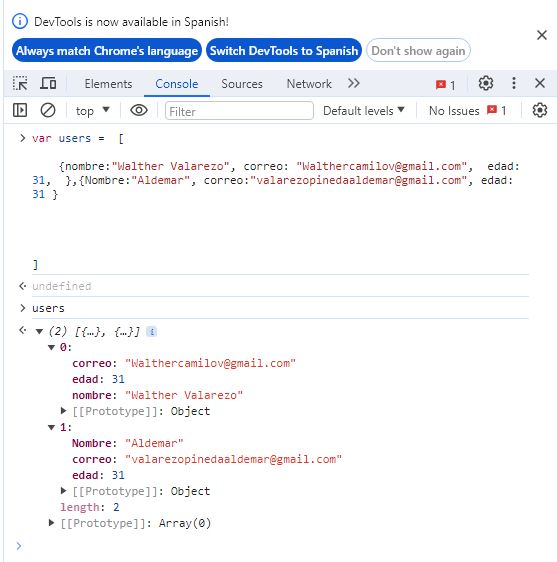 DevTools is now available in Spanish!
Always match Chrome's language Switch DevTools to Spanish Don't show again
Elements Console Sources Network 1
top Filter Default levels No Issues 1
var users = [
{nombre:"Walther Valarezo", correo: "Walthercamilov@gmail.com", edad:
31, },{Nombre:"Aldemar", correo:"valarezopinedaaldemar@gmail.com", edad:
31 }
]
undefined
users
(2) [{…}, {…}] i
0:
correo: "Walthercamilov@gmail.com"
edad: 31
nombre: "Walther Valarezo"
[[Prototype]]: Object
1:
Nombre: "Aldemar"
correo: "valarezopinedaaldemar@gmail.com"
edad: 31
[[Prototype]]: Object
length: 2
[[Prototype]]: Array(0)